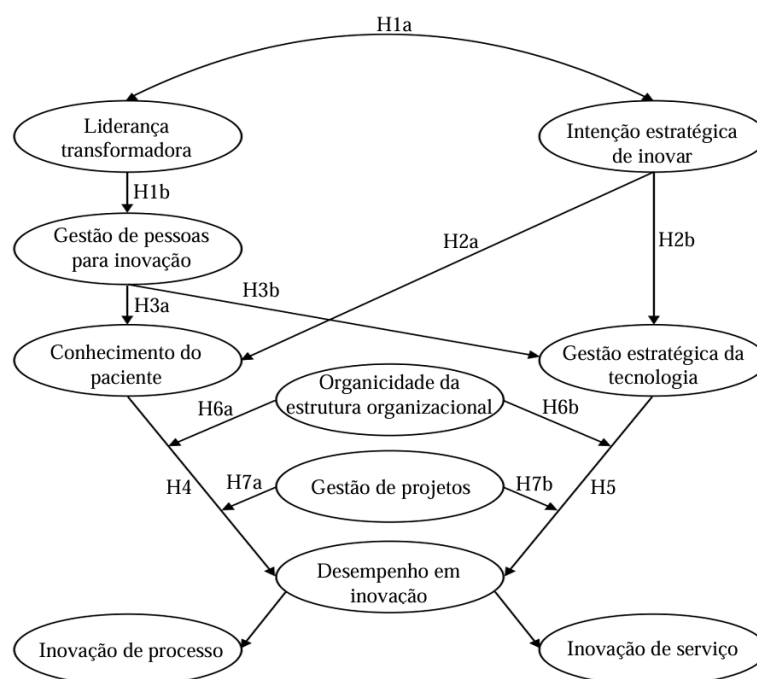 H1a
Liderança
transformadora
Intenção estratégica
de inovar
H1b
Gestão de pessoas
para inovação
H2a
H2b
H3a
H3b
Conhecimento do
paciente
Gestão estratégica da
tecnologia
Organicidade da
estrutura organizacional
H6a
H6b
H4
H7a
Gestão de projetos
H7b
H5
Desempenho em
inovação
Inovação de processo
Inovação de serviço